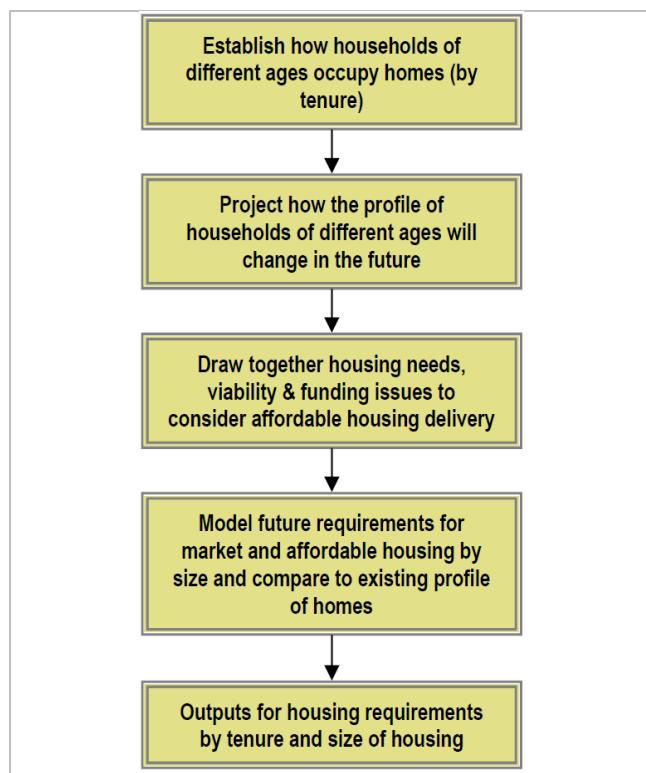 Establish how households of
different ages occupy homes (by
tenure)
Project how the profile of
households of different ages will
change in the future
Draw together housing needs,
viability & funding issues to
consider affordable housing delivery
Model future requirements for
market and affordable housing by
size and compare to existing profile
of homes
Outputs for housing requirements
by tenure and size of housing